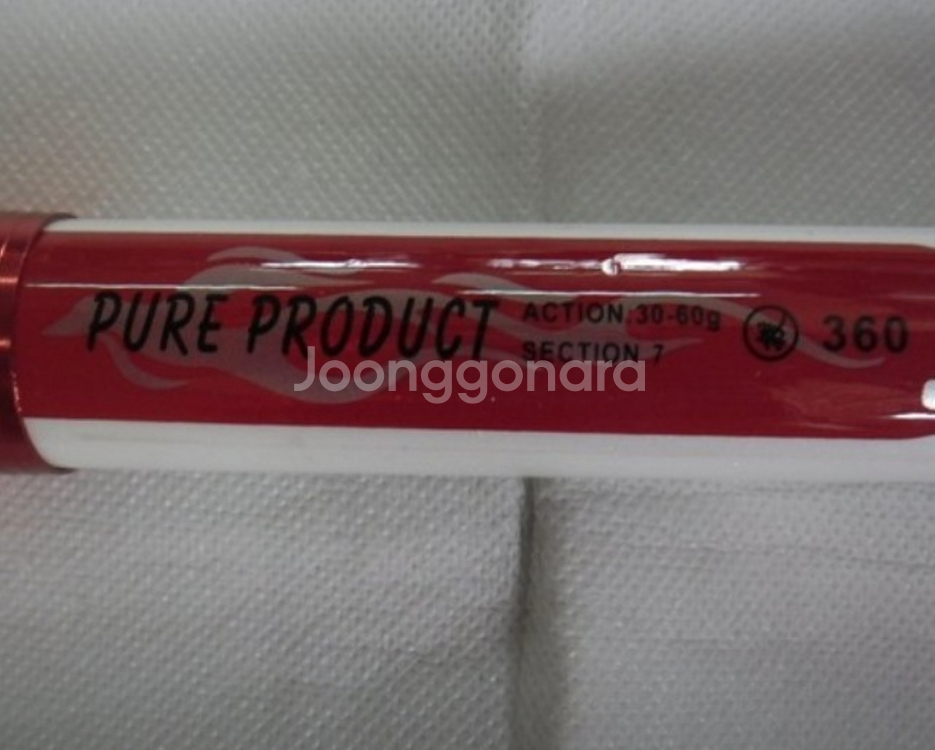 PURE PRODUCT
ACTION:30-60g
SECTION 7
360
Joonggonara